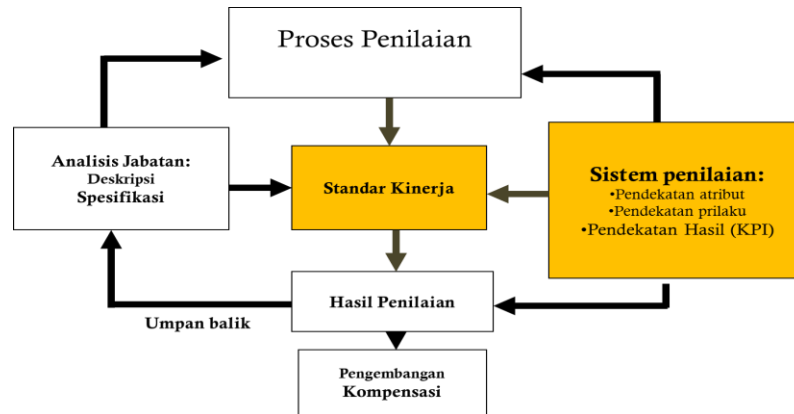 Proses Penilaian
Analisis Jabatan:
Deskripsi
Spesifikasi
Standar Kinerja
Sistem penilaian:
•Pendekatan atribut
•Pendekatan prilaku
•Pendekatan Hasil (KPI)
Hasil Penilaian
Umpan balik
Pengembangan
Kompensasi